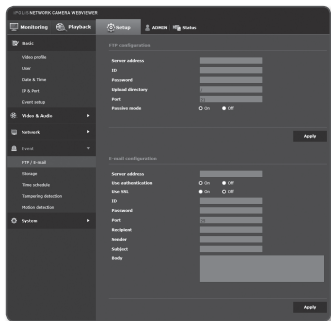 iPOLiS NETWORK CAMERA WEBVIEWER
Monitoring
Playback
Setup
ADMIN
Status
Basic
Video profile
User
Date & Time
IP & Port
Event setup
Video & Audio
Network
Event
FTP / E-mail
Storage
Time schedule
Tampering detection
Motion detection
System
FTP configuration
Server address
ID
Password
Upload directory
Port
Passive mode
On Off
Apply
E-mail configuration
Server address
Use authentication
On Off
Use SSL
On Off
ID
Password
Port
Recipient
Sender
Subject
Body
Apply